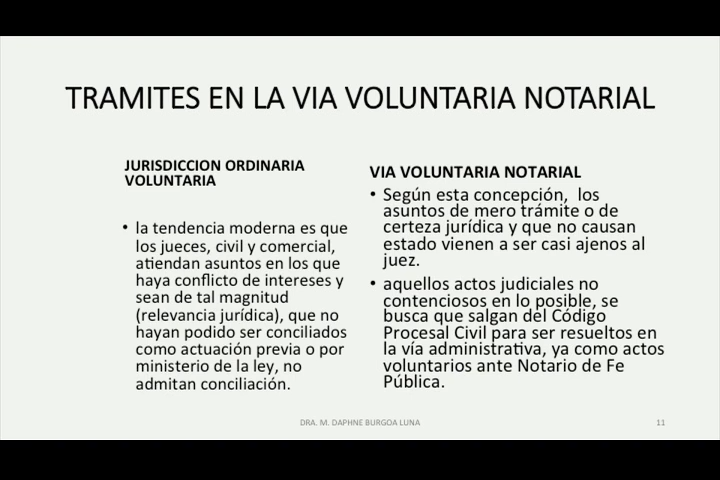 TRAMITES EN LA VIA VOLUNTARIA NOTARIAL
JURISDICCION ORDINARIA
VOLUNTARIA
• la tendencia moderna es que
los jueces, civil y comercial,
atiendan asuntos en los que
haya conflicto de intereses y
sean de tal magnitud
(relevancia jurídica), que no
hayan podido ser conciliados
como actuación previa o por
ministerio de la ley, no
admitan conciliación.
VIA VOLUNTARIA NOTARIAL
• Según esta concepción, los
asuntos de mero trámite o de
certeza jurídica y que no causan
estado vienen a ser casi ajenos al
juez.
• aquellos actos judiciales no
contenciosos en lo posible, se
busca que salgan del Código
Procesal Civil para ser resueltos en
la vía administrativa, ya como actos
voluntarios ante Notario de Fe
Pública.
DRA. M. DAPHNE BURGOA LUNA
11